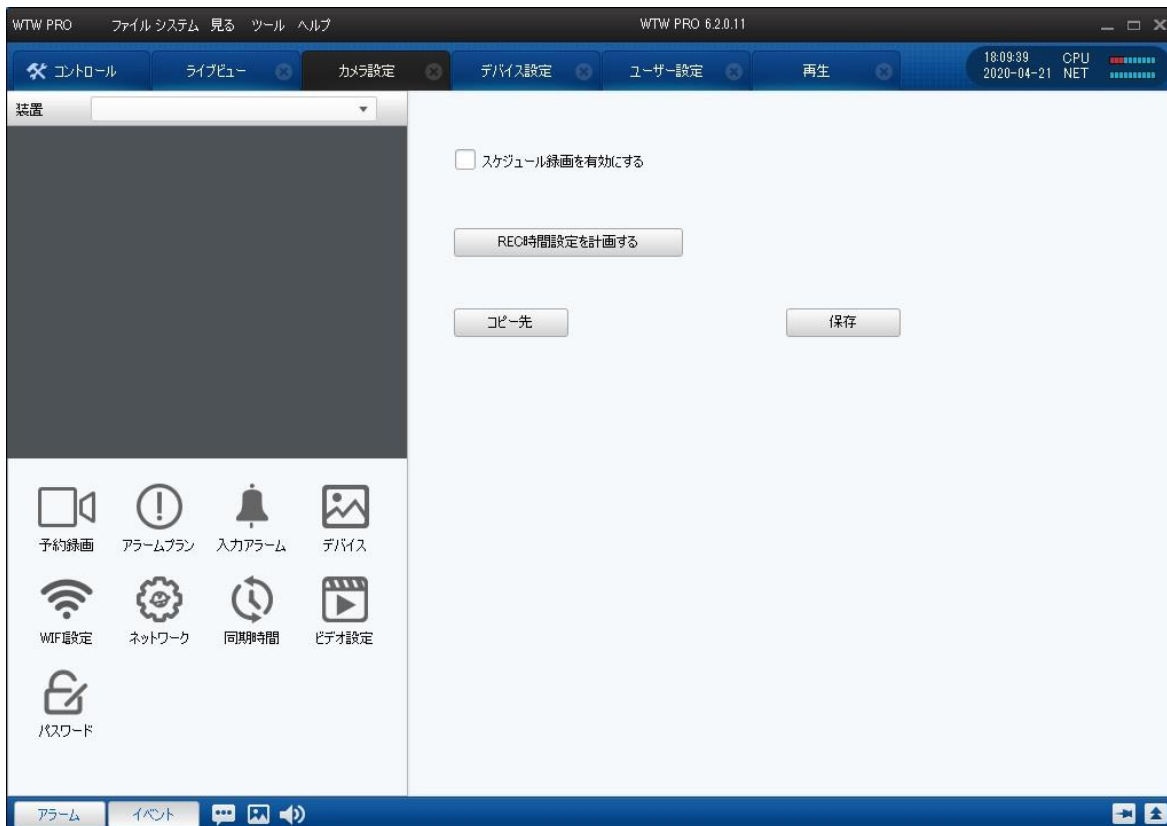 WTW PRO ファイル システム 見る ツール ヘルプ WTW PRO 6.2.0.11
コントロール ライブビュー カメラ設定 デバイス設定 ユーザー設定 再生
18:09:39 CPU
2020-04-21 NET
装置
スケジュール録画を有効にする
REC時間設定を計画する
コピー先 保存
予約録画 アラームプラン 入力アラーム デバイス
WIF設定 ネットワーク 同期時間 ビデオ設定
パスワード
アラーム イベント